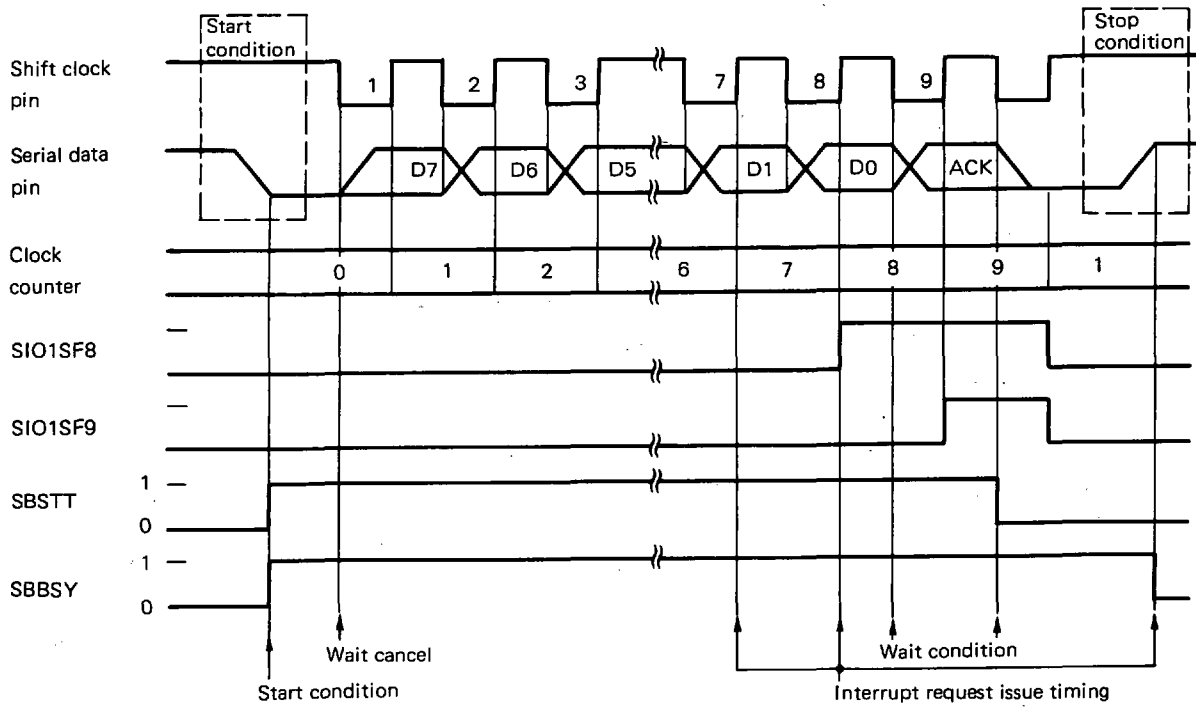 Start
condition
Stop
condition
Shift clock
pin
1 2 3 7 8 9
Serial data
pin
D7 D6 D5 D1 D0 ACK
Clock
counter
0 1 2 6 7 8 9 1
SIO1SF8
SIO1SF9
SBSTT
1
0
SBBSY
1
0
Wait cancel
Wait condition
Start condition
Interrupt request issue timing